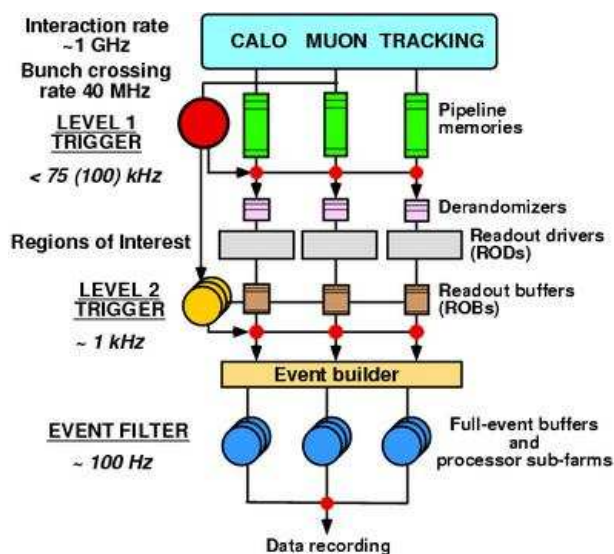 Interaction rate
~1 GHz
CALO MUON TRACKING
Bunch crossing
rate 40 MHz
LEVEL 1
TRIGGER
< 75 (100) kHz
Pipeline
memories
Derandomizers
Regions of Interest
Readout drivers
(RODs)
LEVEL 2
TRIGGER
~ 1 kHz
Readout buffers
(ROBs)
Event builder
EVENT FILTER
~ 100 Hz
Full-event buffers
and
processor sub-farms
Data recording